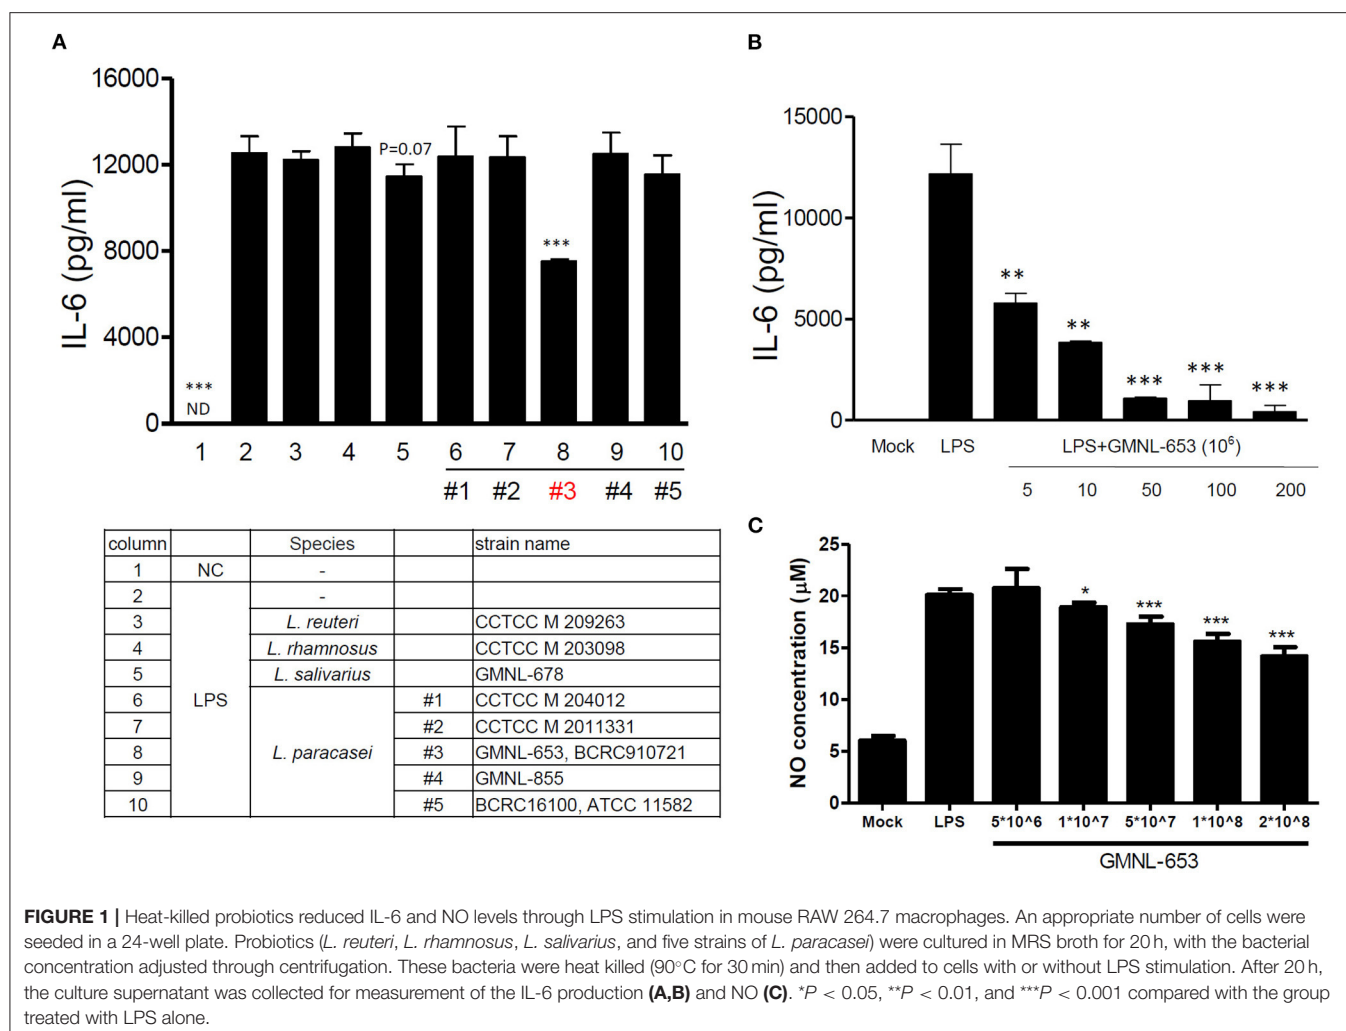 A
16000
12000
8000
4000
0
IL-6 (pg/ml)
***
ND
P=0.07
***
1 2 3 4 5 6 7 8 9 10
#1 #2 #3 #4 #5
column Species strain name
1 NC -
2 -
3 L. reuteri CCTCC M 209263
4 L. rhamnosus CCTCC M 203098
5 L. salivarius GMNL-678
6 LPS #1 CCTCC M 204012
7 #2 CCTCC M 2011331
8 L. paracasei #3 GMNL-653, BCRC910721
9 #4 GMNL-855
10 #5 BCRC16100, ATCC 11582
B
15000
10000
5000
0
IL-6 (pg/ml)
** ** *** *** ***
Mock LPS LPS+GMNL-653 (10⁶)
5 10 50 100 200
C
25
20
15
10
5
0
NO concentration (μM)
* *** *** ***
Mock LPS 5*10^6 1*10^7 5*10^7 1*10^8 2*10^8
GMNL-653
FIGURE 1 | Heat-killed probiotics reduced IL-6 and NO levels through LPS stimulation in mouse RAW 264.7 macrophages. An appropriate number of cells were
seeded in a 24-well plate. Probiotics (L. reuteri, L. rhamnosus, L. salivarius, and five strains of L. paracasei) were cultured in MRS broth for 20 h, with the bacterial
concentration adjusted through centrifugation. These bacteria were heat killed (90°C for 30 min) and then added to cells with or without LPS stimulation. After 20 h,
the culture supernatant was collected for measurement of the IL-6 production (A,B) and NO (C). *P < 0.05, **P < 0.01, and ***P < 0.001 compared with the group
treated with LPS alone.